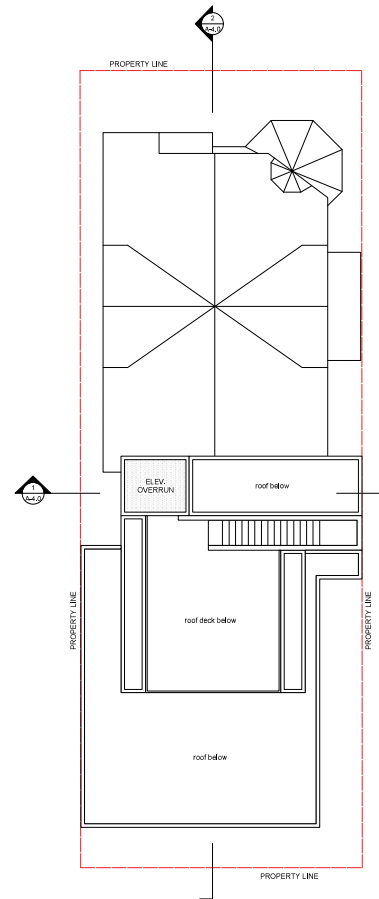 2
A-4.0
PROPERTY LINE
ELEV.
OVERRUN
roof below
1
A-4.0
PROPERTY LINE
PROPERTY LINE
roof deck below
roof below
PROPERTY LINE